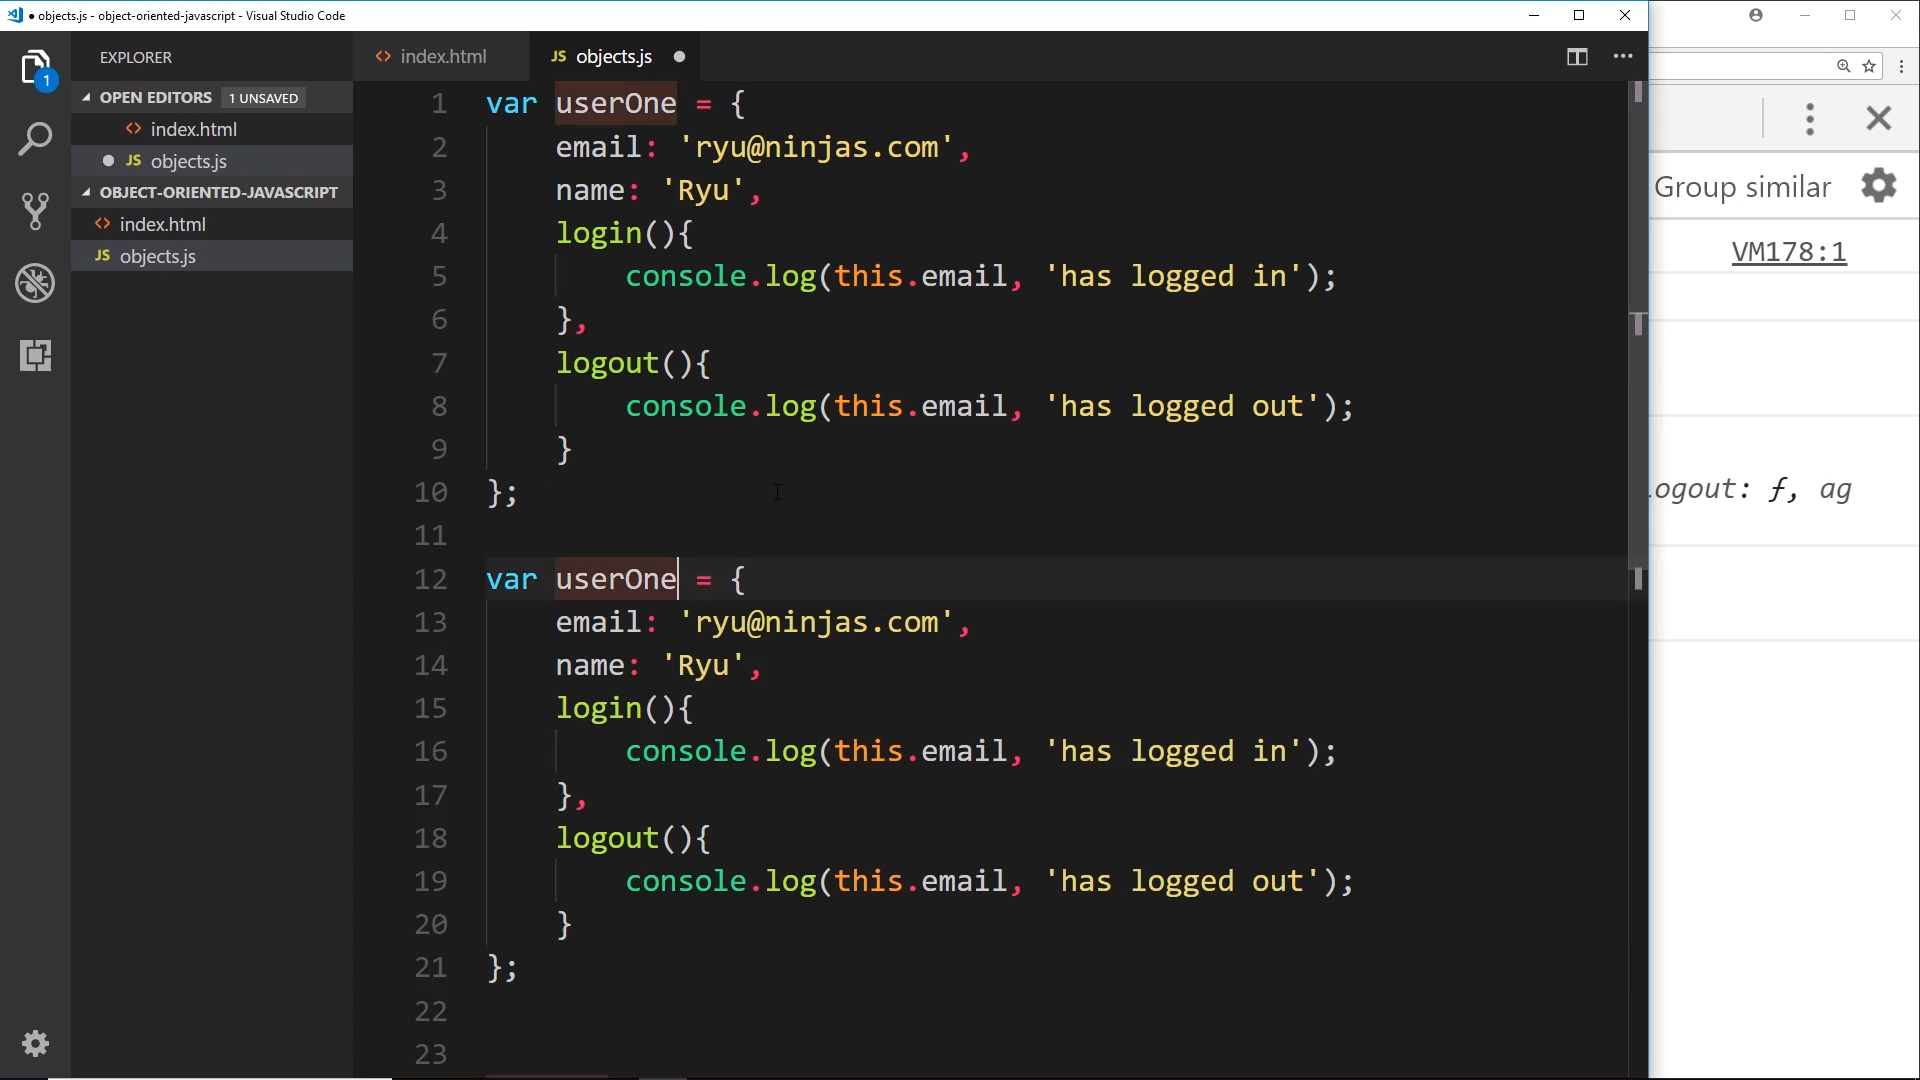 ● objects.js - object-oriented-javascript - Visual Studio Code
EXPLORER
OPEN EDITORS 1 UNSAVED
<> index.html
● JS objects.js
OBJECT-ORIENTED-JAVASCRIPT
<> index.html
JS objects.js
1
<> index.html
JS objects.js ●
1 var userOne = {
2 email: 'ryu@ninjas.com',
3 name: 'Ryu',
4 login(){
5 console.log(this.email, 'has logged in');
6 },
7 logout(){
8 console.log(this.email, 'has logged out');
9 }
10 };
11
12 var userOne = {
13 email: 'ryu@ninjas.com',
14 name: 'Ryu',
15 login(){
16 console.log(this.email, 'has logged in');
17 },
18 logout(){
19 console.log(this.email, 'has logged out');
20 }
21 };
22
23
Group similar
VM178:1
ogout: ƒ, ag